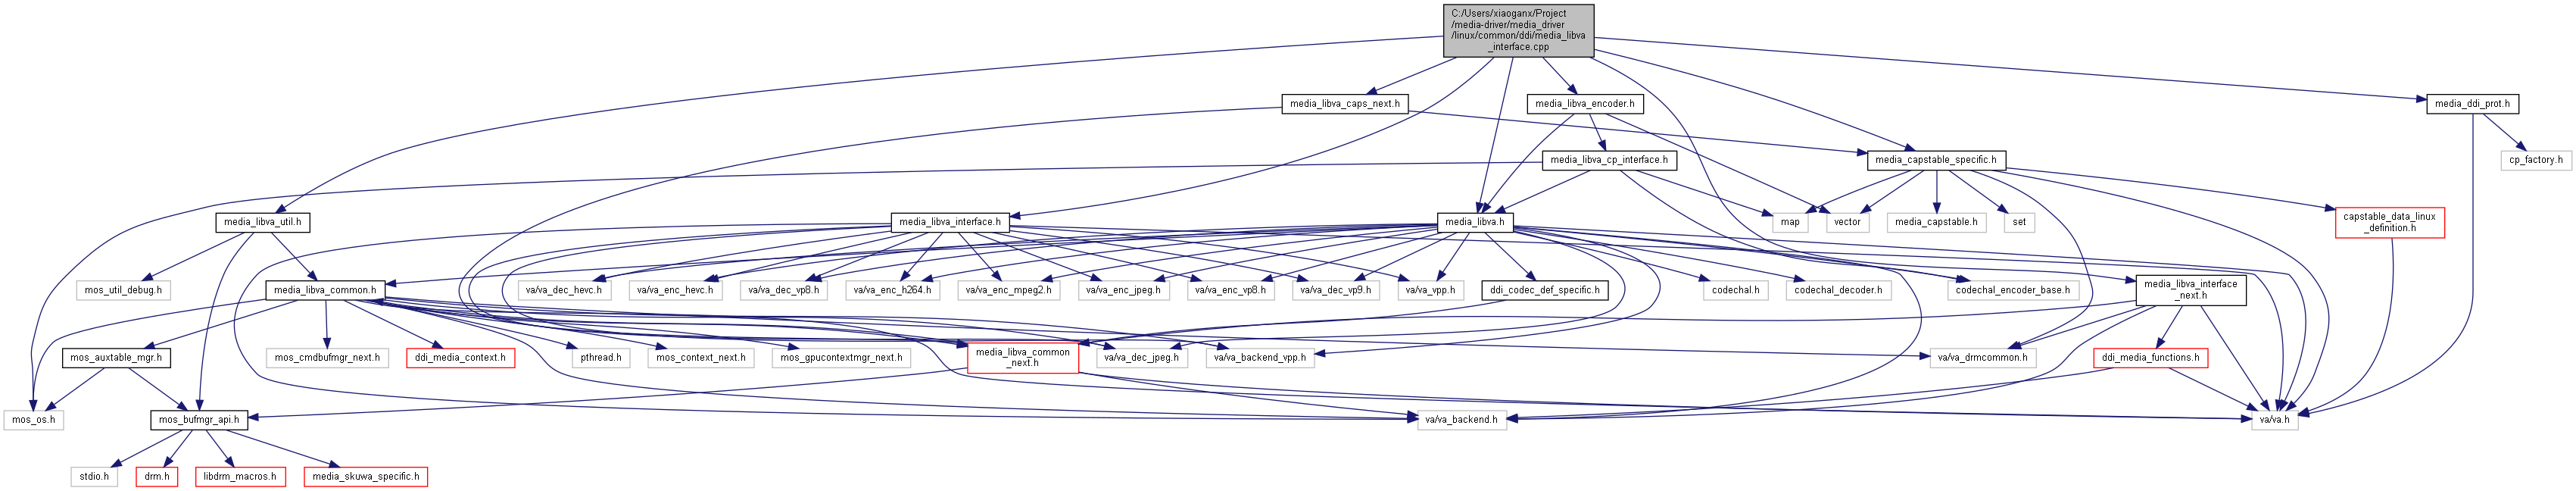 C:/Users/xiaoganx/Project
/media-driver/media_driver
/linux/common/ddi/media_libva
_interface.cpp
media_libva_caps_next.h
media_libva_encoder.h
media_ddi_prot.h
media_libva_cp_interface.h
media_capstable_specific.h
cp_factory.h
media_libva_util.h
media_libva_interface.h
media_libva.h
map
vector
media_capstable.h
set
capstable_data_linux
_definition.h
mos_util_debug.h
media_libva_common.h
va/va_dec_hevc.h
va/va_enc_hevc.h
va/va_dec_vp8.h
va/va_enc_h264.h
va/va_enc_mpeg2.h
va/va_enc_jpeg.h
va/va_enc_vp8.h
va/va_dec_vp9.h
va/va_vpp.h
ddi_codec_def_specific.h
codechal.h
codechal_decoder.h
codechal_encoder_base.h
media_libva_interface
_next.h
mos_auxtable_mgr.h
mos_cmdbufmgr_next.h
ddi_media_context.h
pthread.h
mos_context_next.h
mos_gpucontextmgr_next.h
media_libva_common
_next.h
va/va_dec_jpeg.h
va/va_backend_vpp.h
va/va_drmcommon.h
ddi_media_functions.h
mos_os.h
mos_bufmgr_api.h
va/va_backend.h
va/va.h
stdio.h
drm.h
libdrm_macros.h
media_skuwa_specific.h